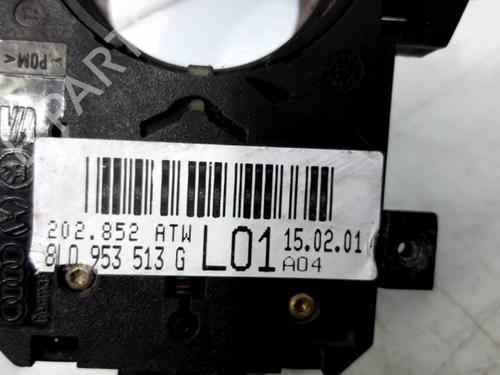 >POM<
202.852 ATW
8L0 953 513 G
L01
15.02.01
A04